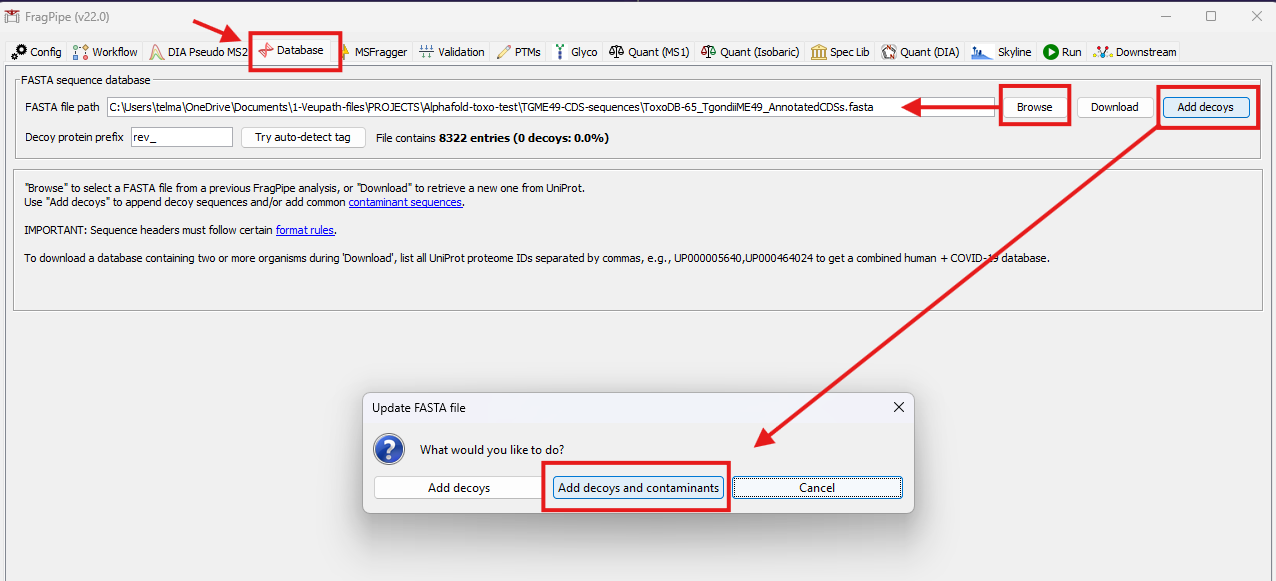 FragPipe (v22.0)
Config Workflow DIA Pseudo MS2 Database MSFragger Validation PTMs Glyco Quant (MS1) Quant (Isobaric) Spec Lib Quant (DIA) Skyline Run Downstream
FASTA sequence database
FASTA file path C:\Users\telma\OneDrive\Documents\1-Veupath-files\PROJECTS\Alphafold-toxo-test\TGME49-CDS-sequences\ToxoDB-65_TgondiiME49_AnnotatedCDSs.fasta Browse Download Add decoys
Decoy protein prefix rev_ Try auto-detect tag File contains 8322 entries (0 decoys: 0.0%)
"Browse" to select a FASTA file from a previous FragPipe analysis, or "Download" to retrieve a new one from UniProt.
Use "Add decoys" to append decoy sequences and/or add common contaminant sequences.
IMPORTANT: Sequence headers must follow certain format rules.
To download a database containing two or more organisms during 'Download', list all UniProt proteome IDs separated by commas, e.g., UP000005640,UP000464024 to get a combined human + COVID-19 database.
Update FASTA file
What would you like to do?
Add decoys Add decoys and contaminants Cancel